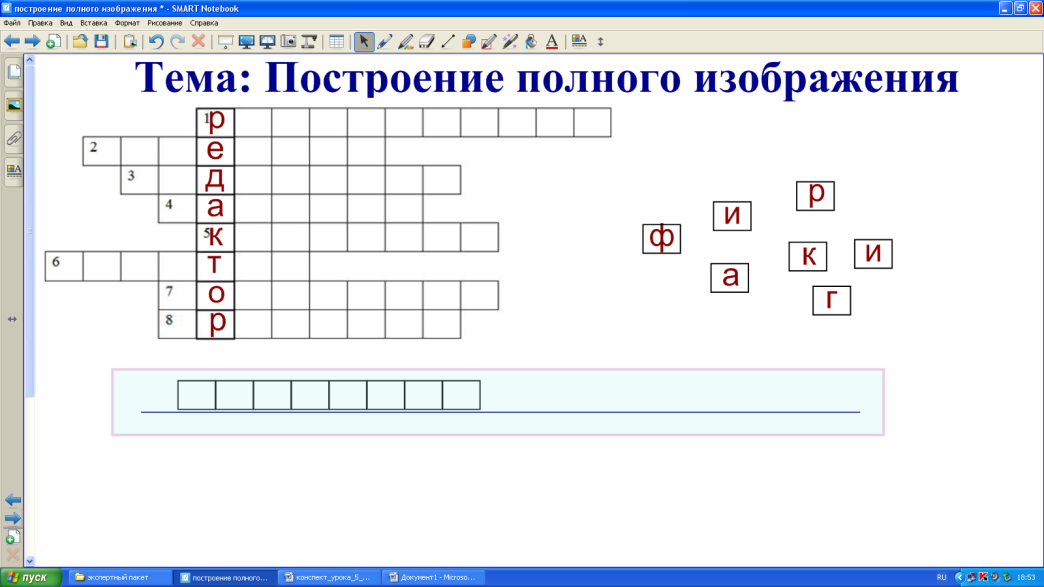 построение полного изображения * - SMART Notebook
Файл Правка Вид Вставка Формат Рисование Справка
Тема: Построение полного изображения
1 р
2 е
3 д
4 а
5 к
6 т
7 о
8 р
р
и
ф
к и
а
г
пуск экспертный пакет построение полного... конспект_урока_5_... Документ1 - Microso... RU 18:53